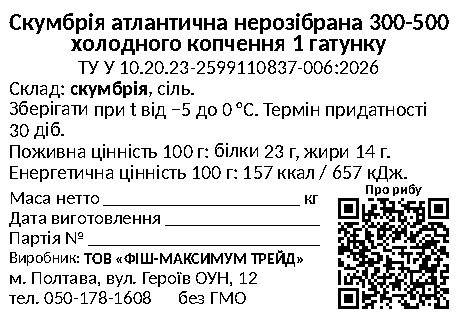 Скумбрія атлантична нерозібрана 300-500
холодного копчення 1 гатунку
ТУ У 10.20.23-2599110837-006:2026
Склад: скумбрія, сіль.
Зберігати при t від −5 до 0 °С. Термін придатності
30 діб.
Поживна цінність 100 г: білки 23 г, жири 14 г.
Енергетична цінність 100 г: 157 ккал / 657 кДж.
Про рибу
Маса нетто ____________________ кг
Дата виготовлення ________________
Партія № ________________________
Виробник: ТОВ «ФІШ-МАКСИМУМ ТРЕЙД»
м. Полтава, вул. Героїв ОУН, 12
тел. 050-178-1608 без ГМО